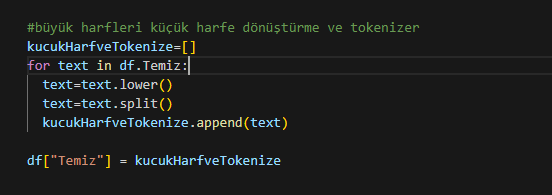 #büyük harfleri küçük harfe dönüştürme ve tokenizer
kucukHarfveTokenize=[]
for text in df.Temiz:
  text=text.lower()
  text=text.split()
  kucukHarfveTokenize.append(text)

df["Temiz"] = kucukHarfveTokenize